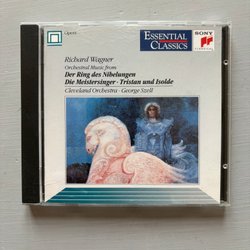 Opera
ESSENTIAL
CLASSICS
SONY
Richard Wagner
Orchestral Music from
Der Ring des Nibelungen
Die Meistersinger · Tristan und Isolde
Cleveland Orchestra · George Szell